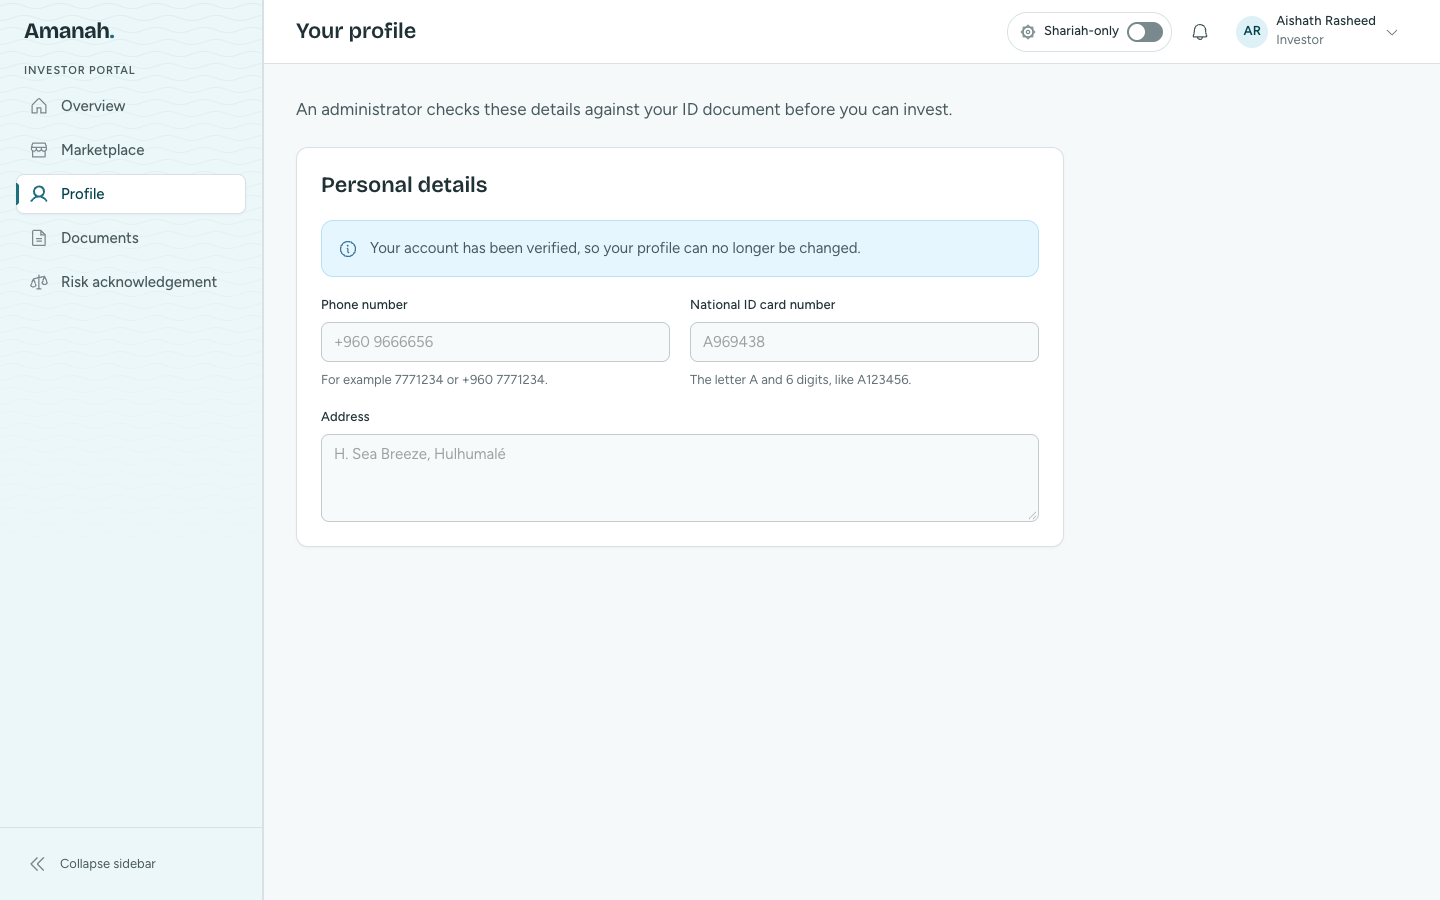 Amanah.
INVESTOR PORTAL
Overview
Marketplace
Profile
Documents
Risk acknowledgement
Collapse sidebar
Your profile
Shariah-only
AR
Aishath Rasheed
Investor
An administrator checks these details against your ID document before you can invest.
Personal details
Your account has been verified, so your profile can no longer be changed.
Phone number
National ID card number
+960 9666656
A969438
For example 7771234 or +960 7771234.
The letter A and 6 digits, like A123456.
Address
H. Sea Breeze, Hulhumalé